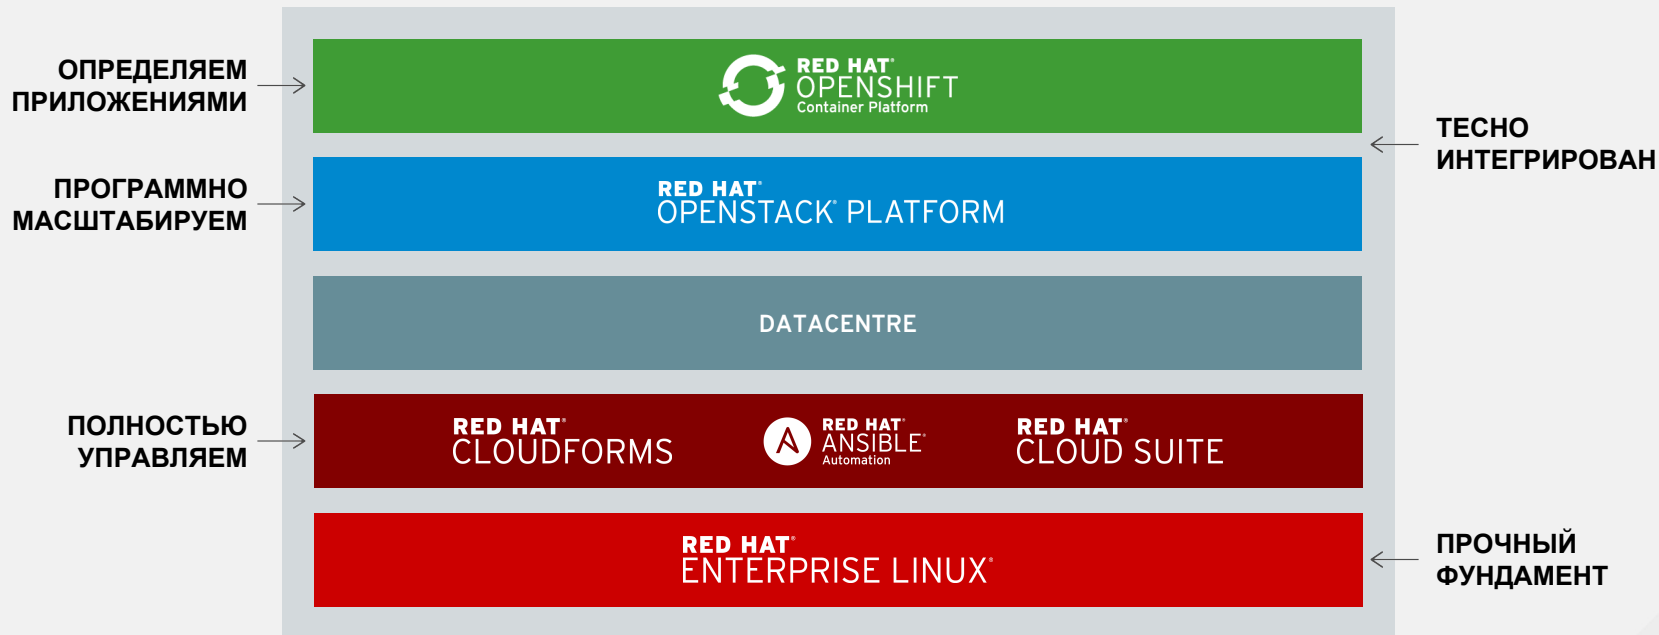 ОПРЕДЕЛЯЕМ
ПРИЛОЖЕНИЯМИ
RED HAT®
OPENSHIFT
Container Platform
ТЕСНО
ИНТЕГРИРОВАН
ПРОГРАММНО
МАСШТАБИРУЕМ
RED HAT®
OPENSTACK® PLATFORM
DATACENTRE
ПОЛНОСТЬЮ
УПРАВЛЯЕМ
RED HAT®
CLOUDFORMS
RED HAT®
ANSIBLE®
Automation
RED HAT®
CLOUD SUITE
RED HAT®
ENTERPRISE LINUX®
ПРОЧНЫЙ
ФУНДАМЕНТ